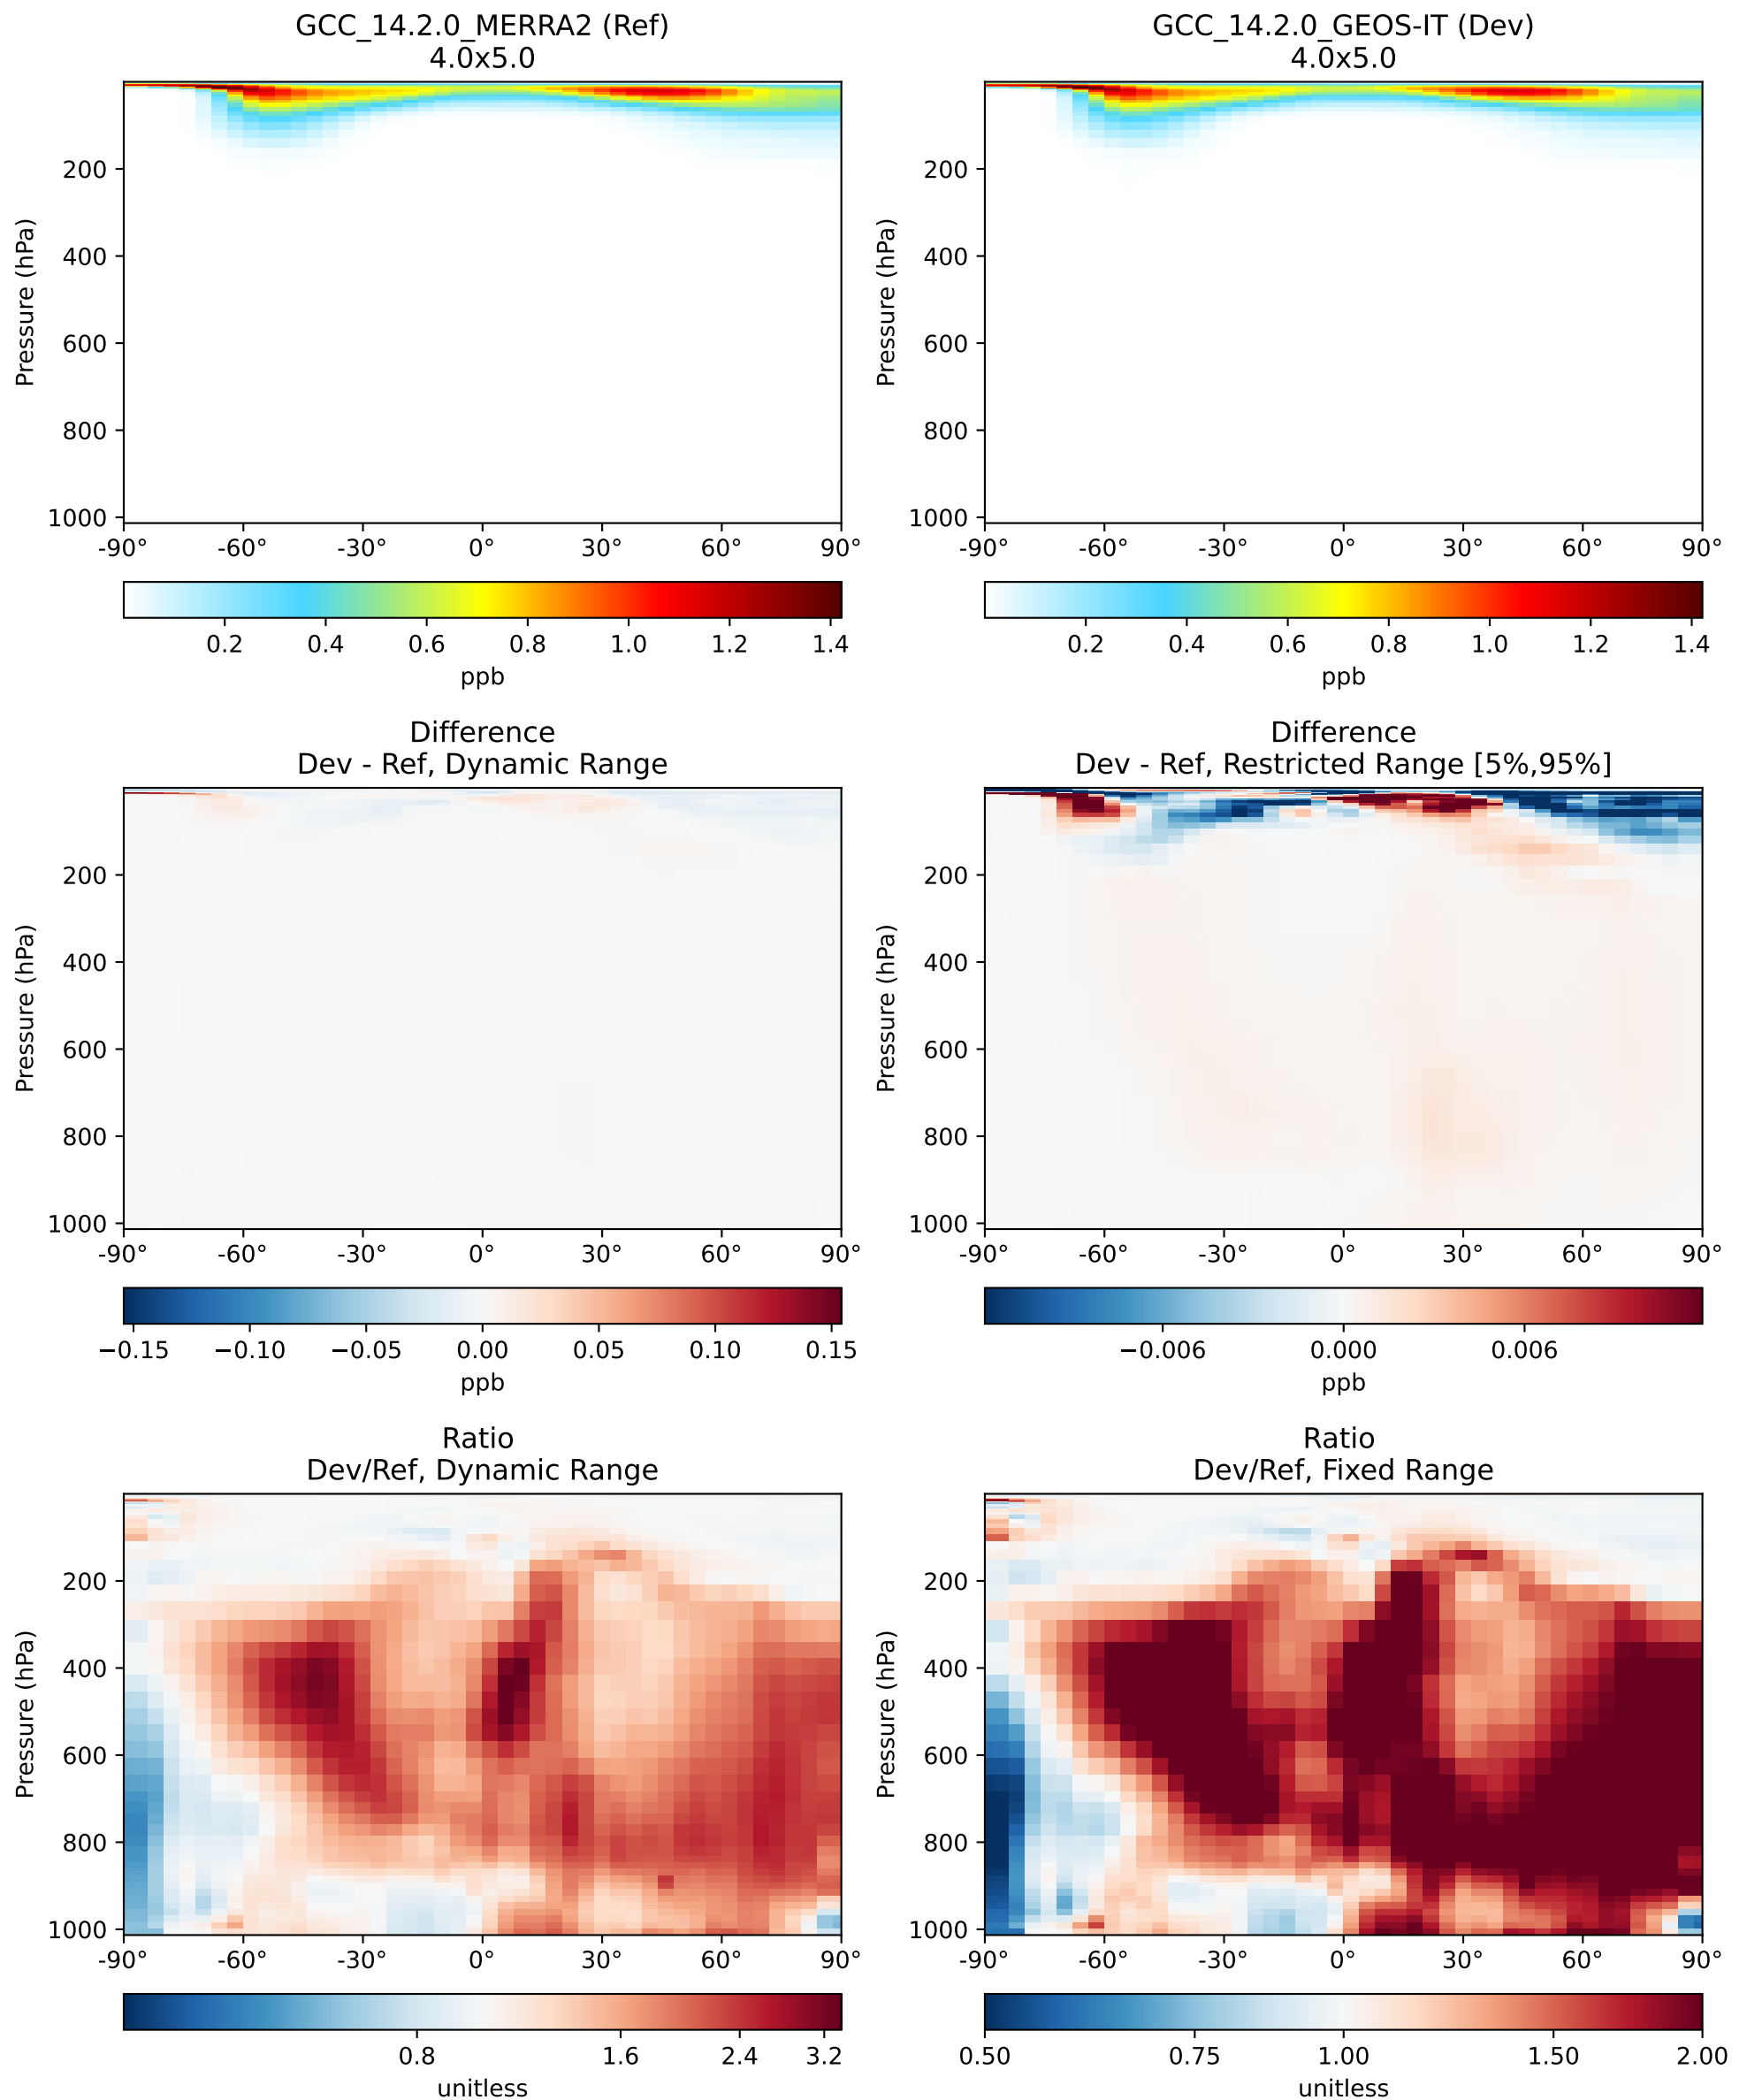 GCC_14.2.0_MERRA2 (Ref)
4.0x5.0
Pressure (hPa)
200
400
600
800
1000
-90° -60° -30° 0° 30° 60° 90°
0.2 0.4 0.6 0.8 1.0 1.2 1.4
ppb
GCC_14.2.0_GEOS-IT (Dev)
4.0x5.0
Pressure (hPa)
200
400
600
800
1000
-90° -60° -30° 0° 30° 60° 90°
0.2 0.4 0.6 0.8 1.0 1.2 1.4
ppb
Difference
Dev - Ref, Dynamic Range
Pressure (hPa)
200
400
600
800
1000
-90° -60° -30° 0° 30° 60° 90°
−0.15 −0.10 −0.05 0.00 0.05 0.10 0.15
ppb
Difference
Dev - Ref, Restricted Range [5%,95%]
Pressure (hPa)
200
400
600
800
1000
-90° -60° -30° 0° 30° 60° 90°
−0.006 0.000 0.006
ppb
Ratio
Dev/Ref, Dynamic Range
Pressure (hPa)
200
400
600
800
1000
-90° -60° -30° 0° 30° 60° 90°
0.8 1.6 2.4 3.2
unitless
Ratio
Dev/Ref, Fixed Range
Pressure (hPa)
200
400
600
800
1000
-90° -60° -30° 0° 30° 60° 90°
0.50 0.75 1.00 1.50 2.00
unitless